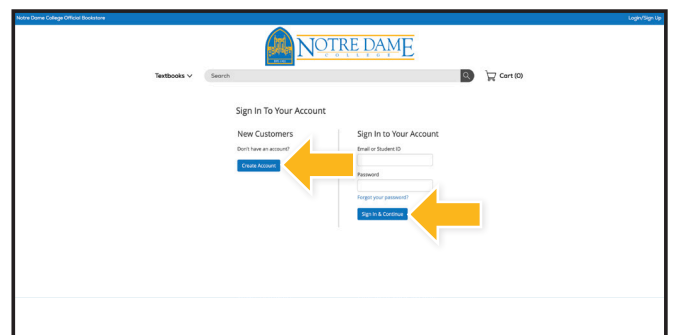 Notre Dame College Official Bookstore
Login/Sign Up
NOTRE DAME
COLLEGE
Textbooks
Search
Cart (0)
Sign In To Your Account
New Customers
Don't have an account?
Create Account
Sign In to Your Account
Email or Student ID
Password
Forgot your password?
Sign In & Continue